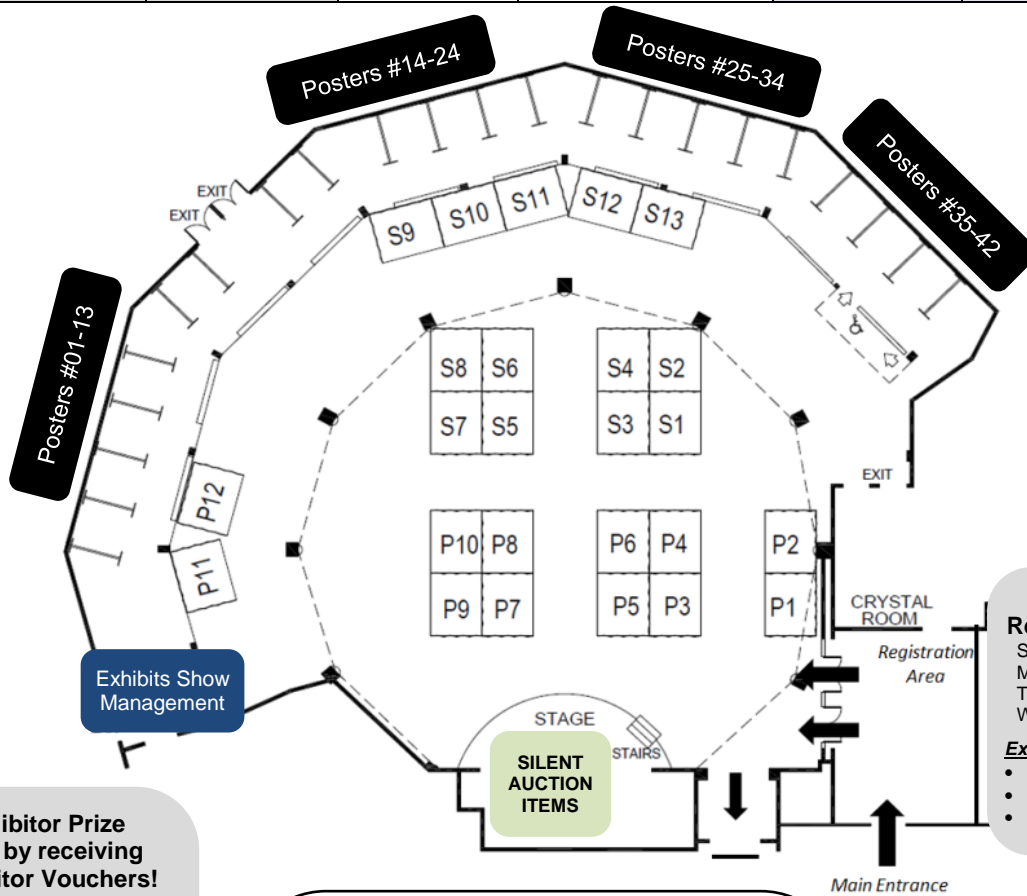 Posters #14-24
Posters #25-34
Posters #35-42
Posters #01-13
EXIT
EXIT
S9
S10
S11
S12
S13
S8 S6
S4 S2
S7 S5
S3 S1
P12
P11
EXIT
P10 P8
P6 P4
P2
P9 P7
P5 P3
P1
CRYSTAL
ROOM
Registration
Area
Exhibits Show
Management
STAGE
STAIRS
SILENT
AUCTION
ITEMS
Main Entrance
ibitor Prize
by receiving
itor Vouchers!
R
S
M
T
W
Ex
•
•
•